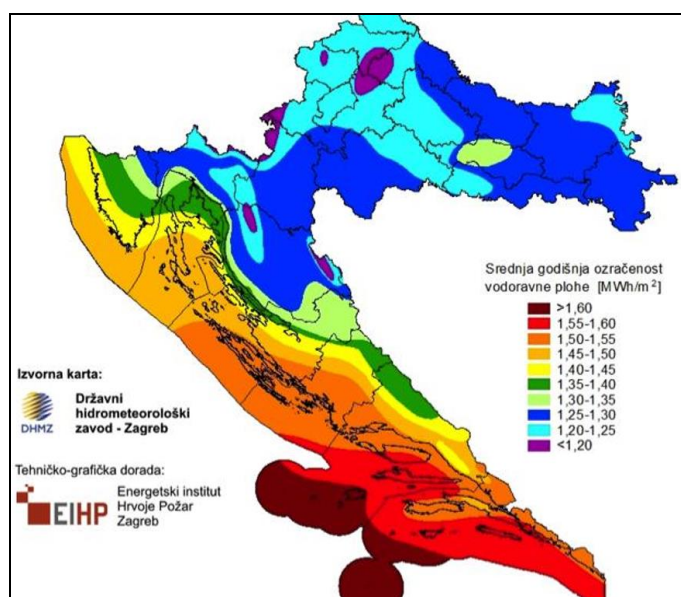 Srednja godišnja ozračenost
vodoravne plohe [MWh/m²]
>1,60
1,55-1,60
1,50-1,55
1,45-1,50
1,40-1,45
1,35-1,40
1,30-1,35
1,25-1,30
1,20-1,25
<1,20
Izvorna karta:
DHMZ
Državni
hidrometeorološki
zavod - Zagreb
Tehničko-grafička dorada:
EIHP
Energetski institut
Hrvoje Požar
Zagreb